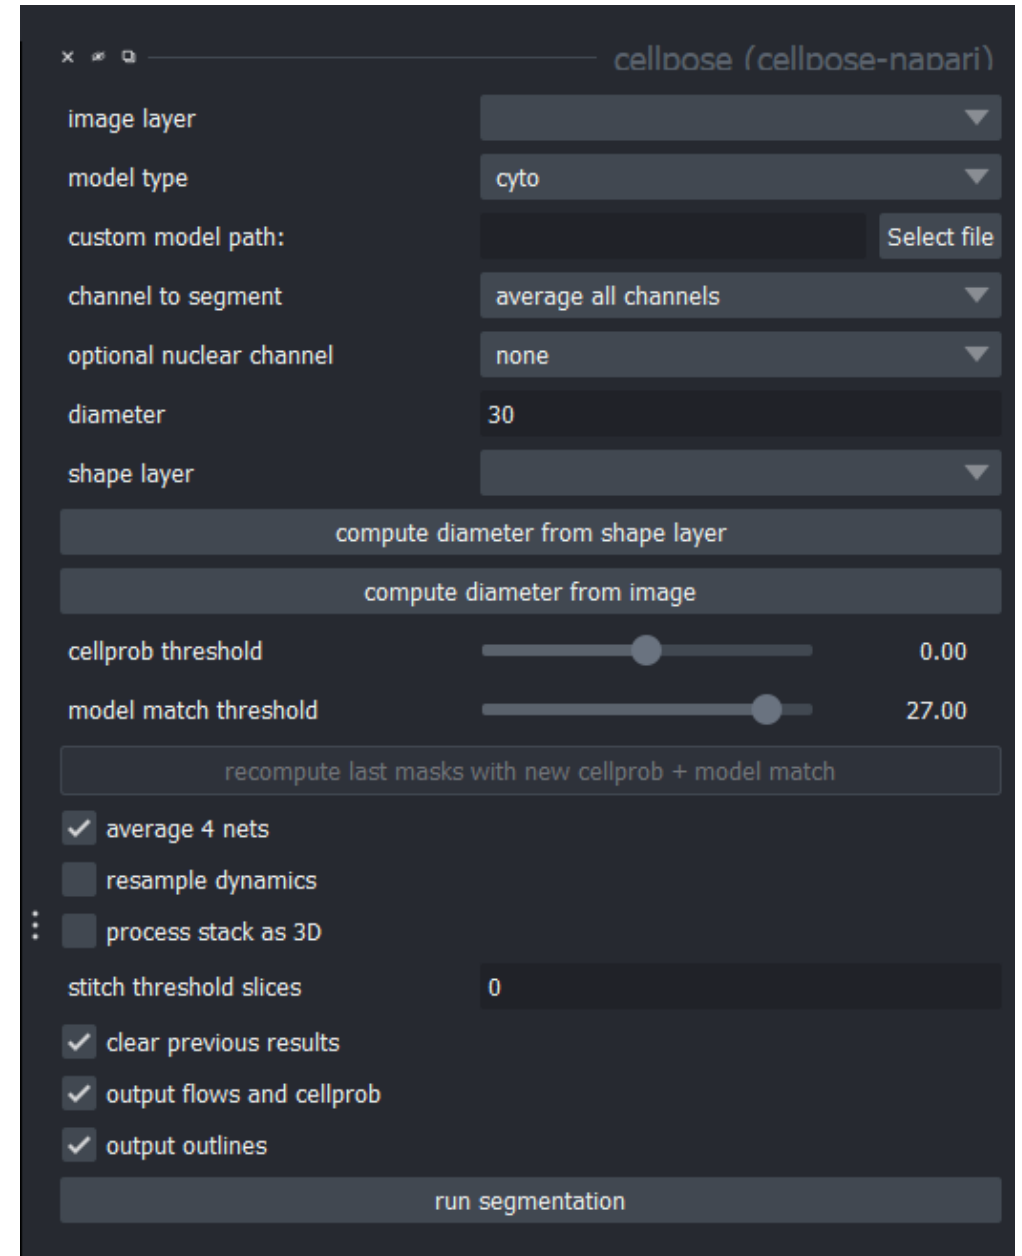 cellpose (cellpose-napari)
image layer
model type cyto
custom model path: Select file
channel to segment average all channels
optional nuclear channel none
diameter 30
shape layer
compute diameter from shape layer
compute diameter from image
cellprob threshold 0.00
model match threshold 27.00
recompute last masks with new cellprob + model match
average 4 nets
resample dynamics
process stack as 3D
stitch threshold slices 0
clear previous results
output flows and cellprob
output outlines
run segmentation